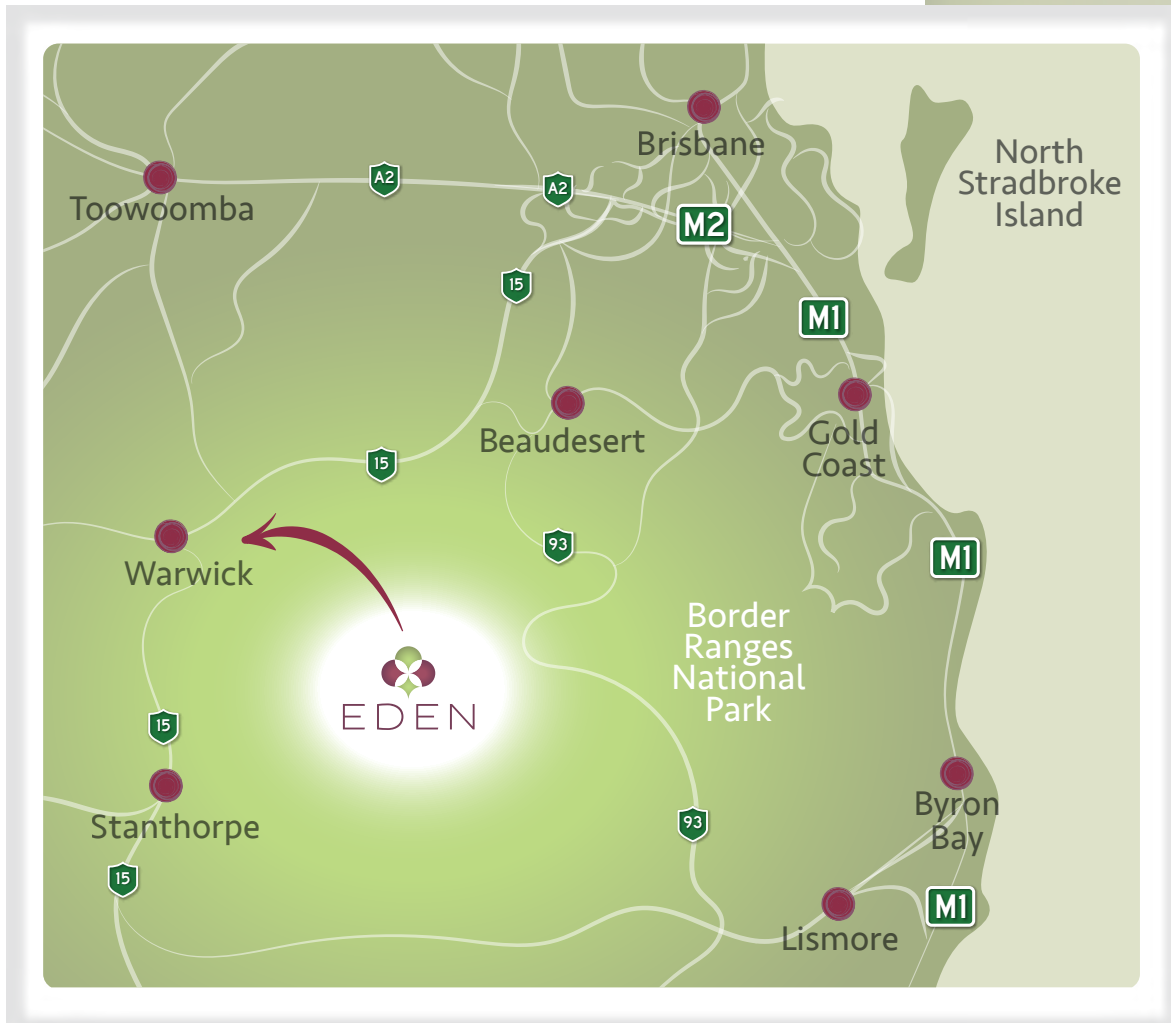 Brisbane
North
Stradbroke
Island
A2
A2
Toowoomba
M2
15
M1
Beaudesert
Gold
Coast
15
Warwick
93
M1
Border
Ranges
National
Park
EDEN
15
Stanthorpe
93
Byron
Bay
15
Lismore
M1